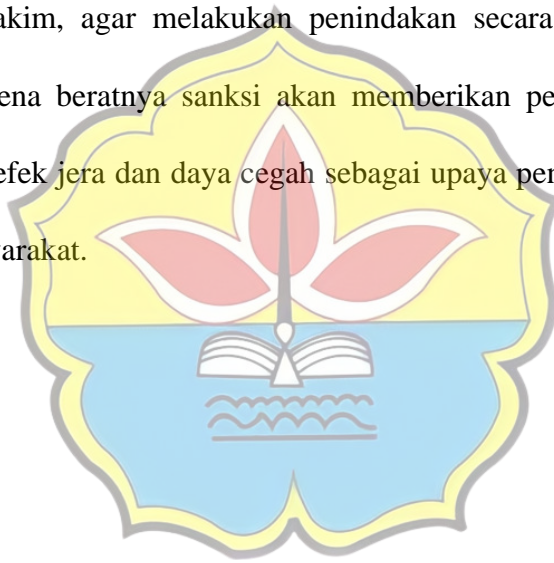 akim, agar melakukan penindakan secara
ena beratnya sanksi akan memberikan pe
efek jera dan daya cegah sebagai upaya pe
arakat.